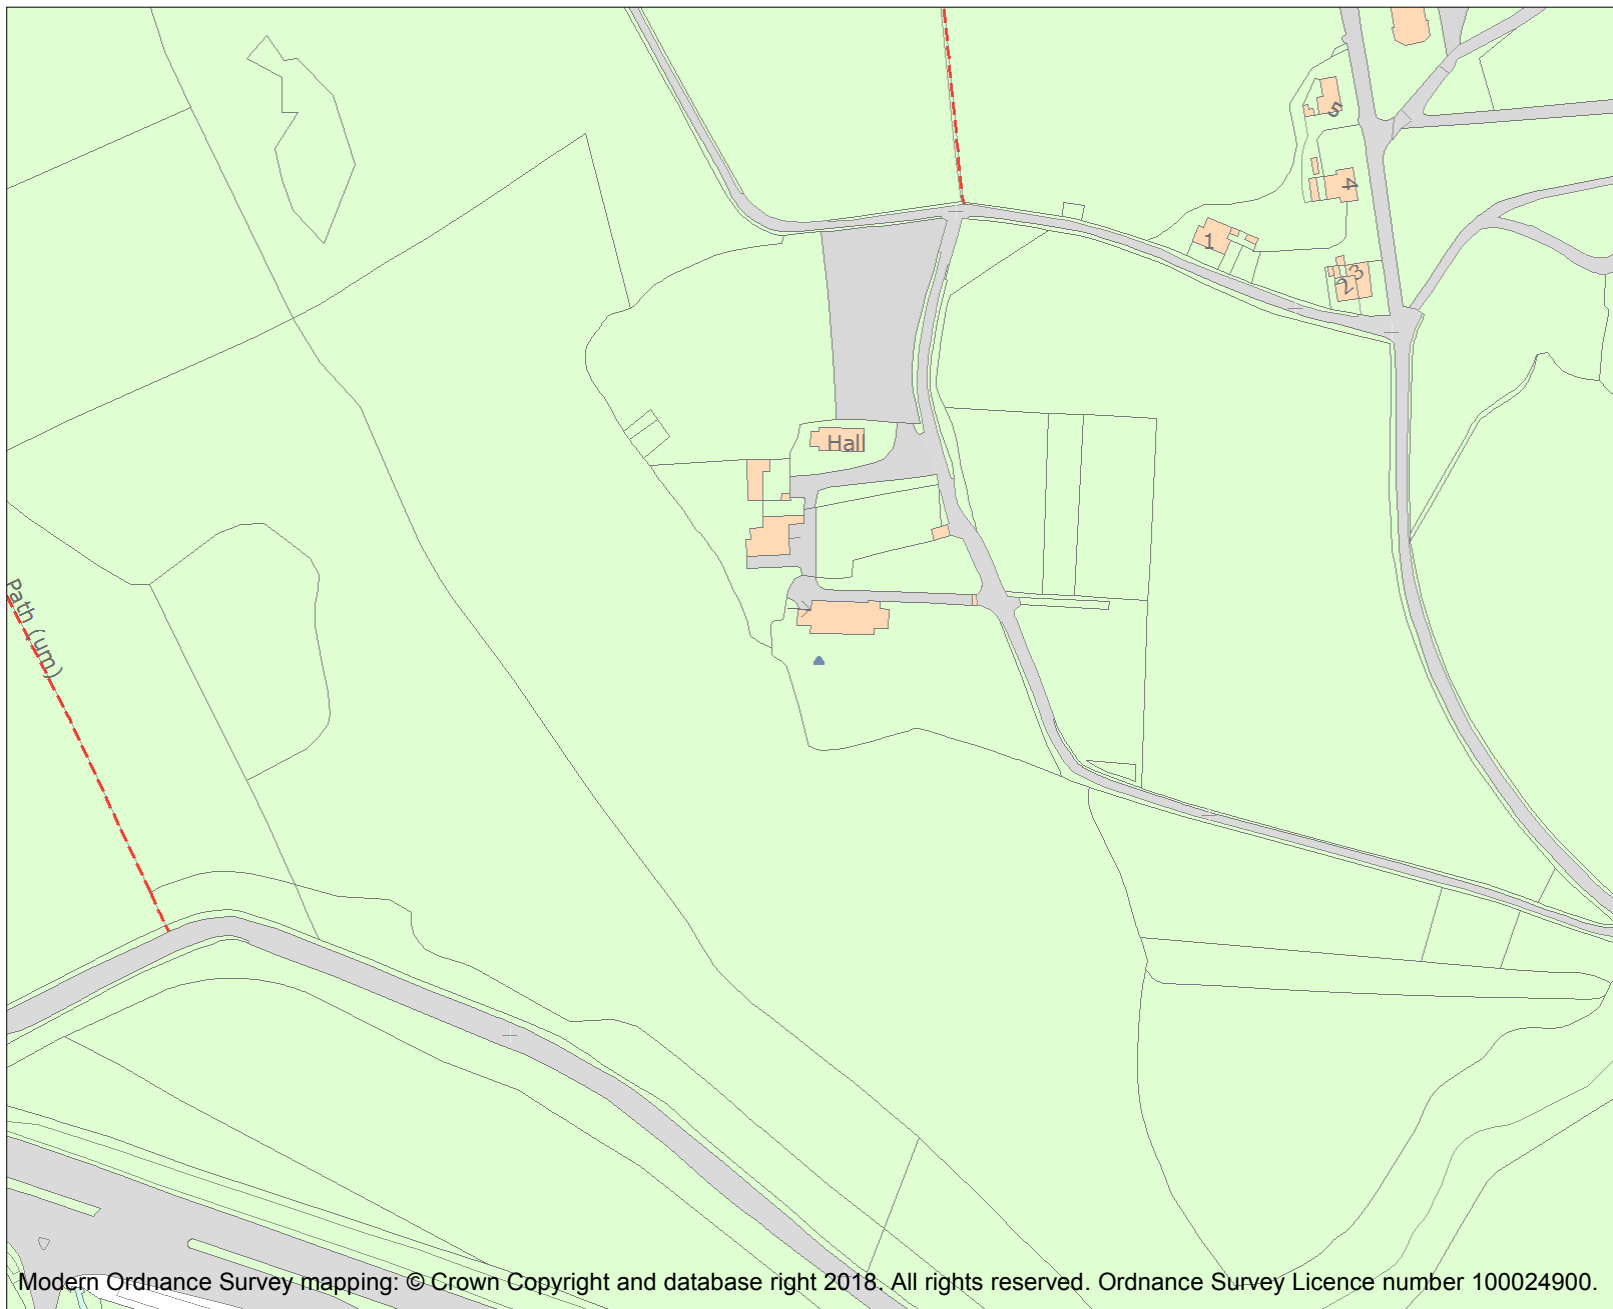 5
4
1
3
2
Hall
Path (um)
Modern Ordnance Survey mapping: © Crown Copyright and database right 2018. All rights reserved. Ordnance Survey Licence number 100024900.